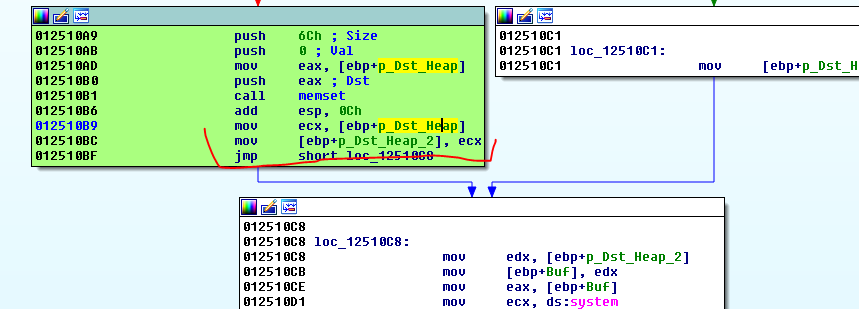 012510A9 push 6Ch ; Size
012510AB push 0 ; Val
012510AD mov eax, [ebp+p_Dst_Heap]
012510B0 push eax ; Dst
012510B1 call memset
012510B6 add esp, 0Ch
012510B9 mov ecx, [ebp+p_Dst_Heap]
012510BC mov [ebp+p_Dst_Heap_2], ecx
012510BF jmp short loc_12510C8
012510C1
012510C1 loc_12510C1:
012510C1 mov [ebp+p_Dst_H
012510C8
012510C8 loc_12510C8:
012510C8 mov edx, [ebp+p_Dst_Heap_2]
012510CB mov [ebp+Buf], edx
012510CE mov eax, [ebp+Buf]
012510D1 mov ecx, ds:system